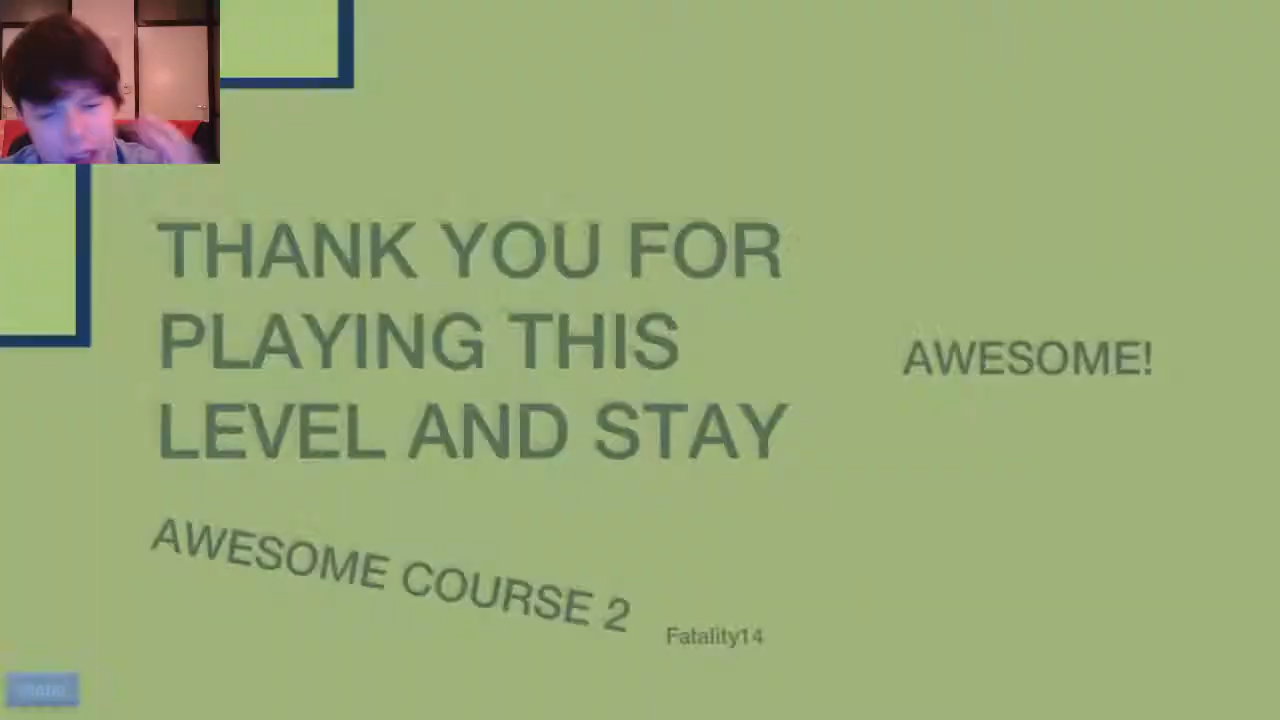 THANK YOU FOR
PLAYING THIS
LEVEL AND STAY
AWESOME!
AWESOME COURSE 2
Fatality14